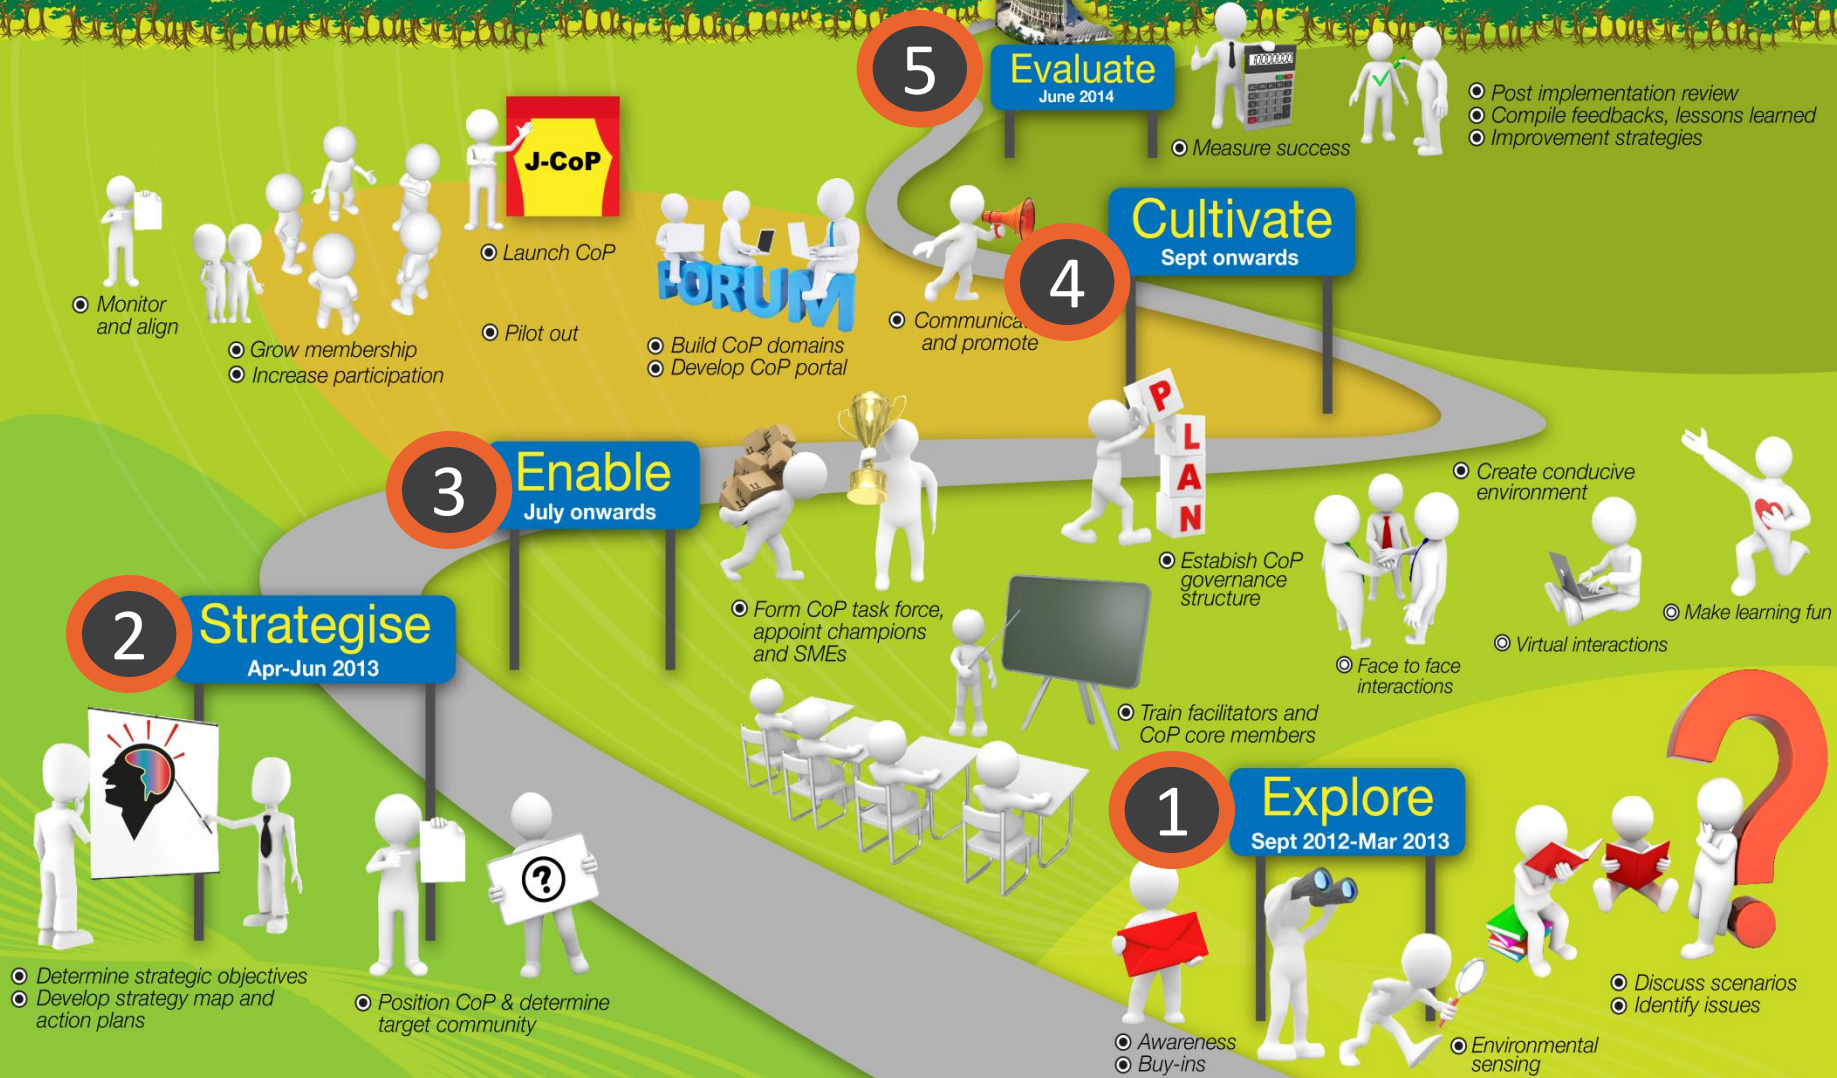 5
Evaluate
June 2014
Measure success
Post implementation review
Compile feedbacks, lessons learned
Improvement strategies
J-CoP
Launch CoP
Pilot out
Monitor
and align
Grow membership
Increase participation
FORUM
Build CoP domains
Develop CoP portal
Communica
and promote
4
Cultivate
Sept onwards
3
Enable
July onwards
P
L
A
N
Form CoP task force,
appoint champions
and SMEs
Estabish CoP
governance
structure
Train facilitators and
CoP core members
Create conducive
environment
Face to face
interactions
Virtual interactions
Make learning fun
2
Strategise
Apr-Jun 2013
Determine strategic objectives
Develop strategy map and
action plans
?
Position CoP & determine
target community
1
Explore
Sept 2012-Mar 2013
Awareness
Buy-ins
Environmental
sensing
?
Discuss scenarios
Identify issues